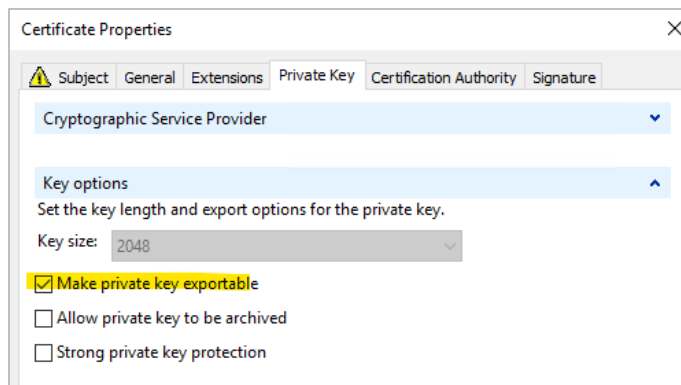 Certificate Properties
Subject General Extensions Private Key Certification Authority Signature
Cryptographic Service Provider
Key options
Set the key length and export options for the private key.
Key size: 2048
Make private key exportable
Allow private key to be archived
Strong private key protection